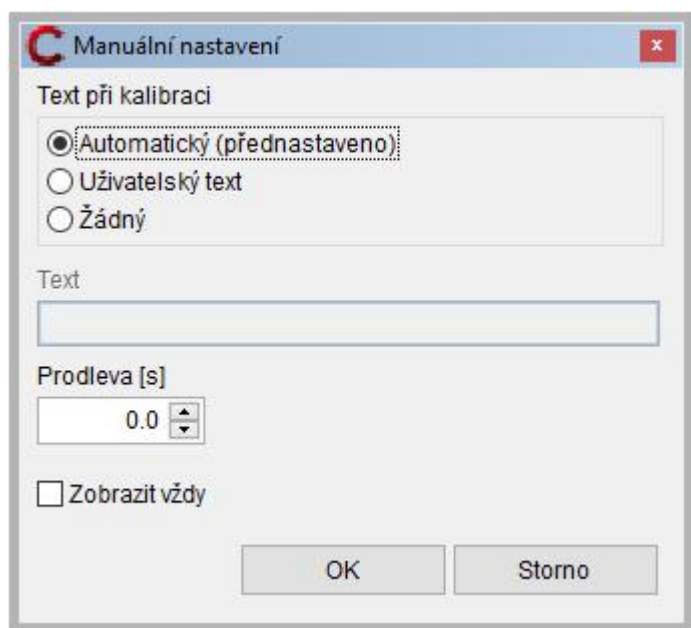 Manuální nastavení
Text při kalibraci
Automatický (přednastaveno)
Uživatelský text
Žádný
Text
Prodleva [s]
0.0
Zobrazit vždy
OK Storno